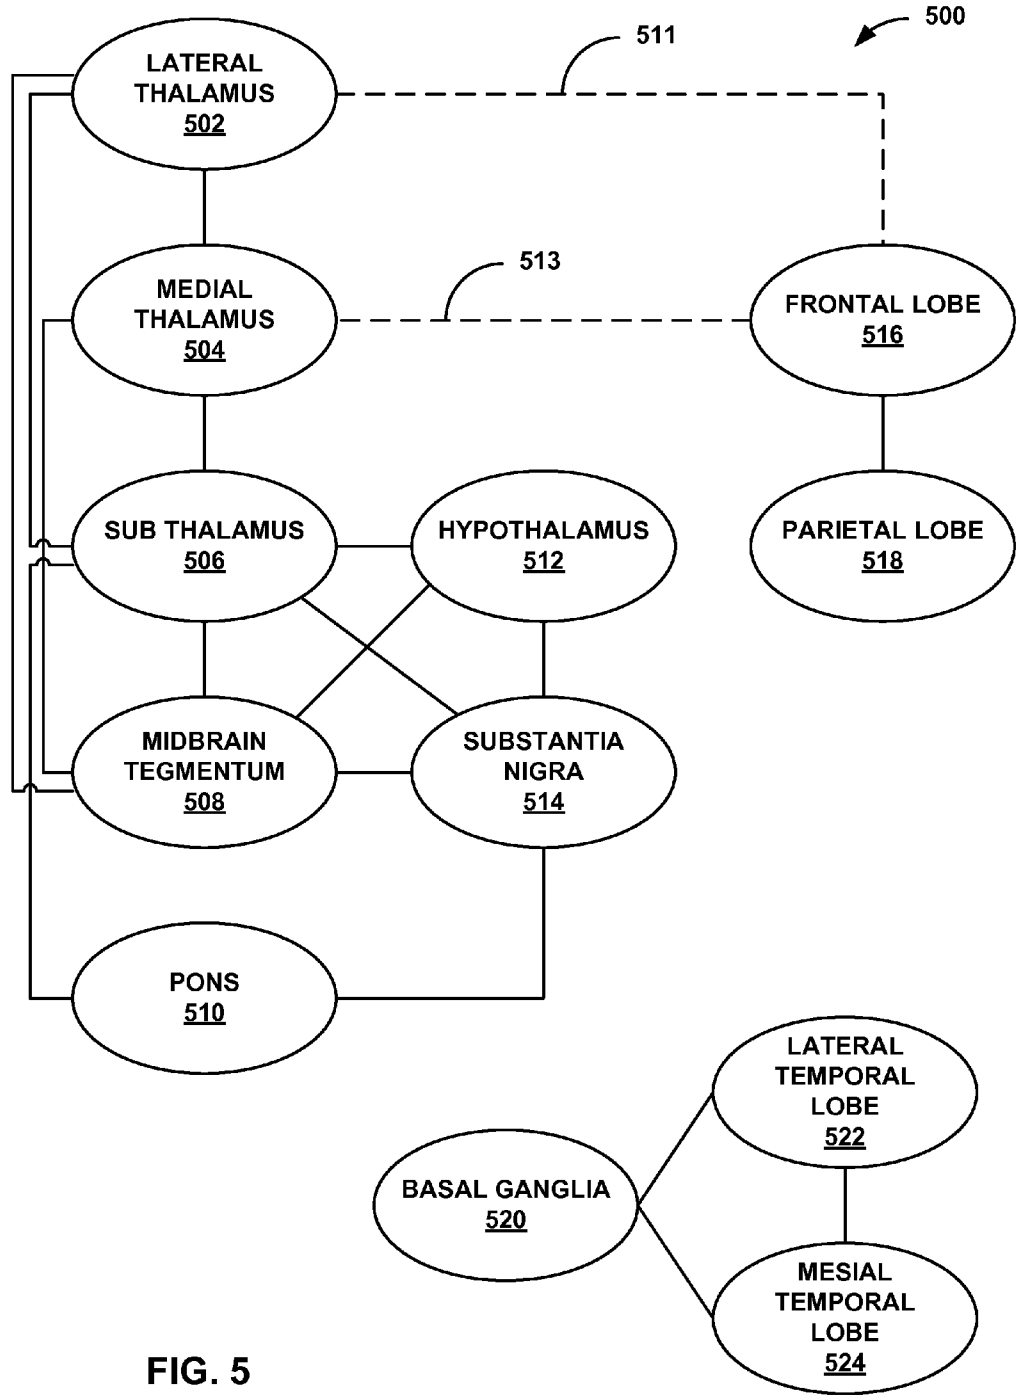 500
511
LATERAL
THALAMUS
502
513
MEDIAL
THALAMUS
504
FRONTAL LOBE
516
SUB THALAMUS
506
HYPOTHALAMUS
512
PARIETAL LOBE
518
MIDBRAIN
TEGMENTUM
508
SUBSTANTIA
NIGRA
514
PONS
510
LATERAL
TEMPORAL
LOBE
522
BASAL GANGLIA
520
MESIAL
TEMPORAL
LOBE
524
FIG. 5